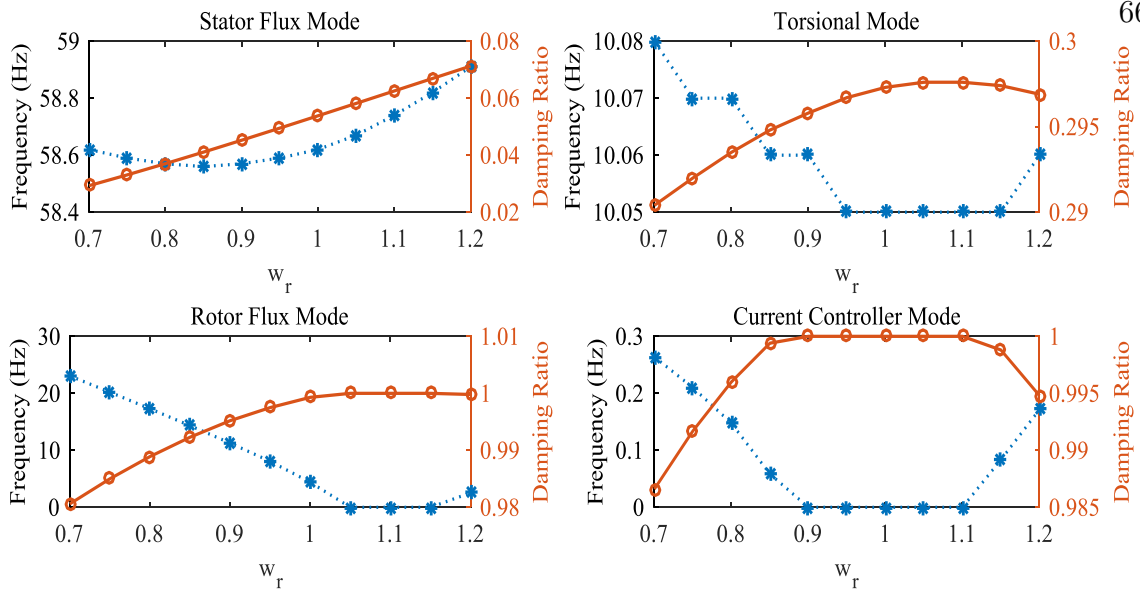 66
Stator Flux Mode
59
58.8
58.6
58.4
Frequency (Hz)
0.08
0.06
0.04
0.02
Damping Ratio
0.7 0.8 0.9 1 1.1 1.2
w_r
Torsional Mode
10.08
10.07
10.06
10.05
Frequency (Hz)
0.3
0.295
0.29
Damping Ratio
0.7 0.8 0.9 1 1.1 1.2
w_r
Rotor Flux Mode
30
20
10
0
Frequency (Hz)
1.01
1
0.99
0.98
Damping Ratio
0.7 0.8 0.9 1 1.1 1.2
w_r
Current Controller Mode
0.3
0.2
0.1
0
Frequency (Hz)
1
0.995
0.99
0.985
Damping Ratio
0.7 0.8 0.9 1 1.1 1.2
w_r